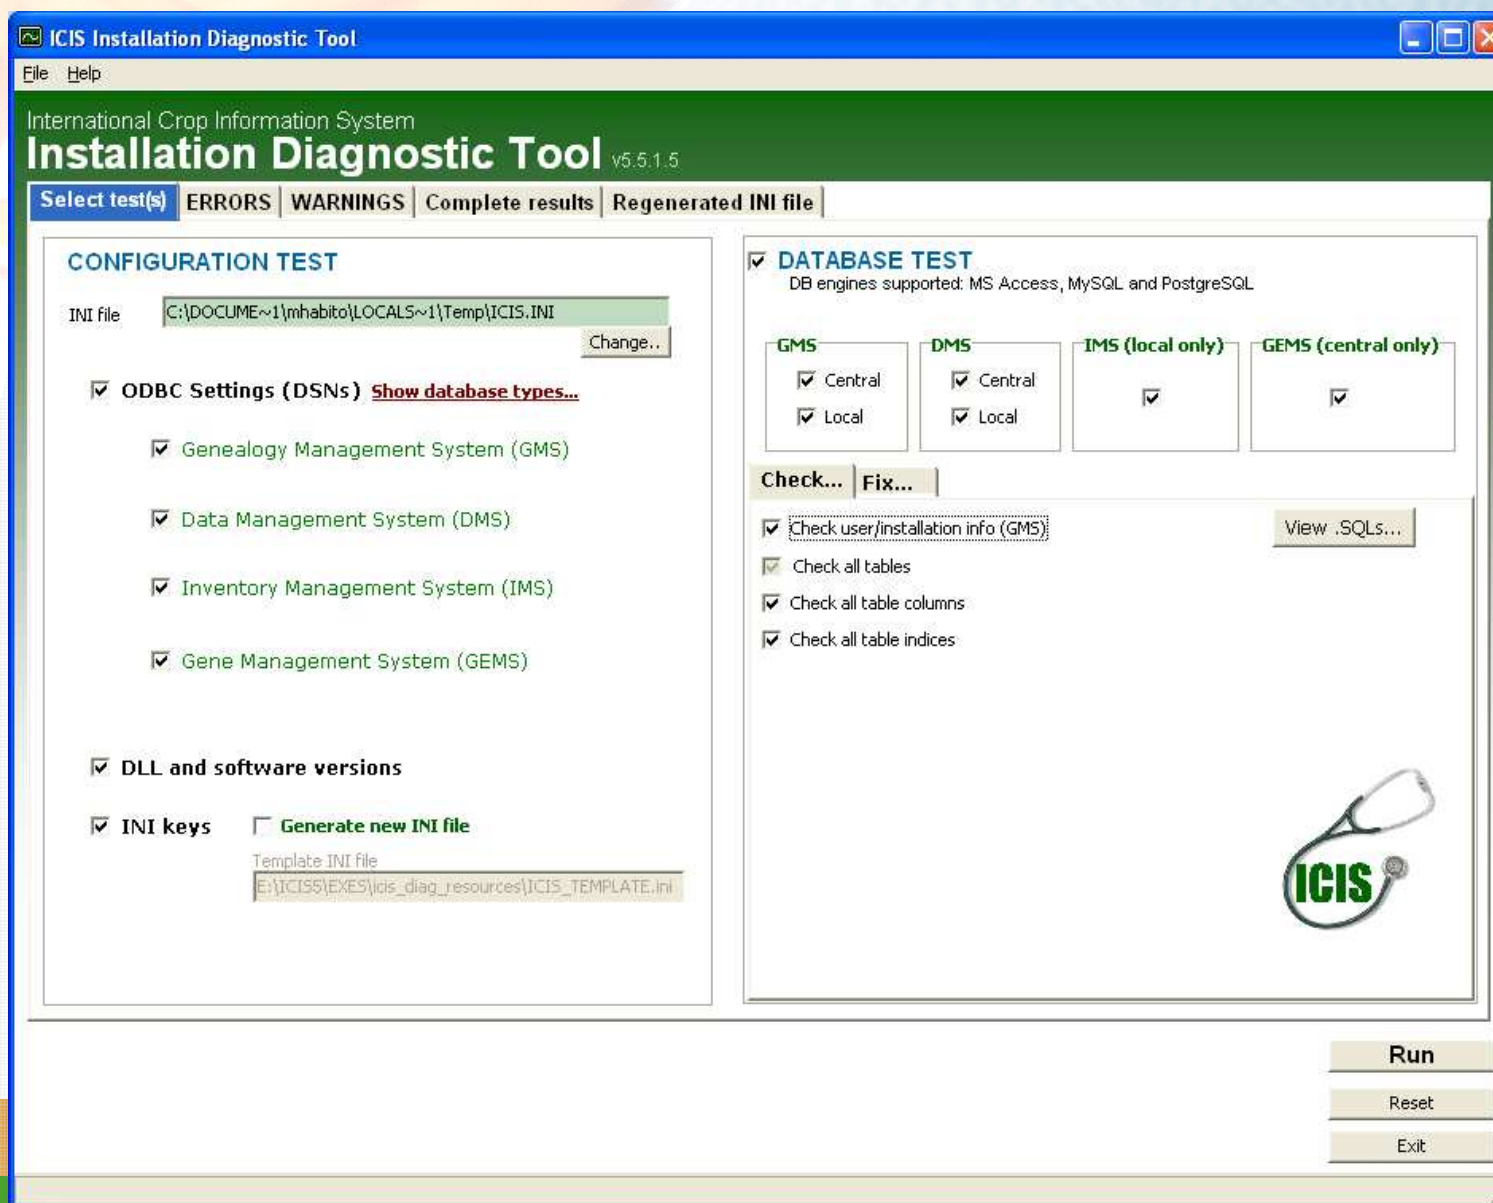 ICIS Installation Diagnostic Tool
File Help
International Crop Information System
Installation Diagnostic Tool v5.5.1.5
Select test(s) ERRORS WARNINGS Complete results Regenerated INI file
CONFIGURATION TEST
INI file C:\DOCUME~1\mhabito\LOCALS~1\Temp\ICIS.INI
Change..
ODBC Settings (DSNs) Show database types...
Genealogy Management System (GMS)
Data Management System (DMS)
Inventory Management System (IMS)
Gene Management System (GEMS)
DLL and software versions
INI keys Generate new INI file
Template INI file
E:\ICIS5\EXES\icis_diag_resources\ICIS_TEMPLATE.ini
DATABASE TEST
DB engines supported: MS Access, MySQL and PostgreSQL
GMS DMS IMS (local only) GEMS (central only)
Central Central
Local Local
Check... Fix...
Check user/installation info (GMS) View .SQLs...
Check all tables
Check all table columns
Check all table indices
ICIS
Run
Reset
Exit